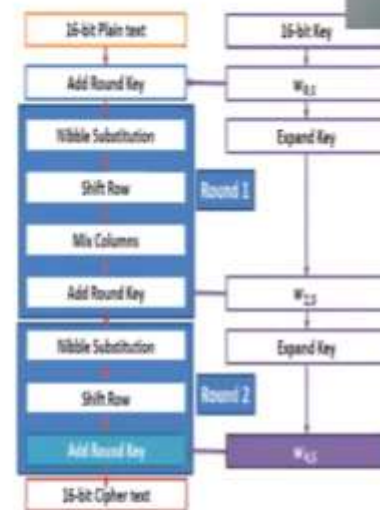 16-bit Plain text
16-bit Key
Add Round Key
W0,1
Nibble Substitution
Expand Key
Shift Row
Round 1
Mix Columns
Add Round Key
W2,3
Nibble Substitution
Expand Key
Shift Row
Round 2
Add Round Key
W4,5
16-bit Cipher text